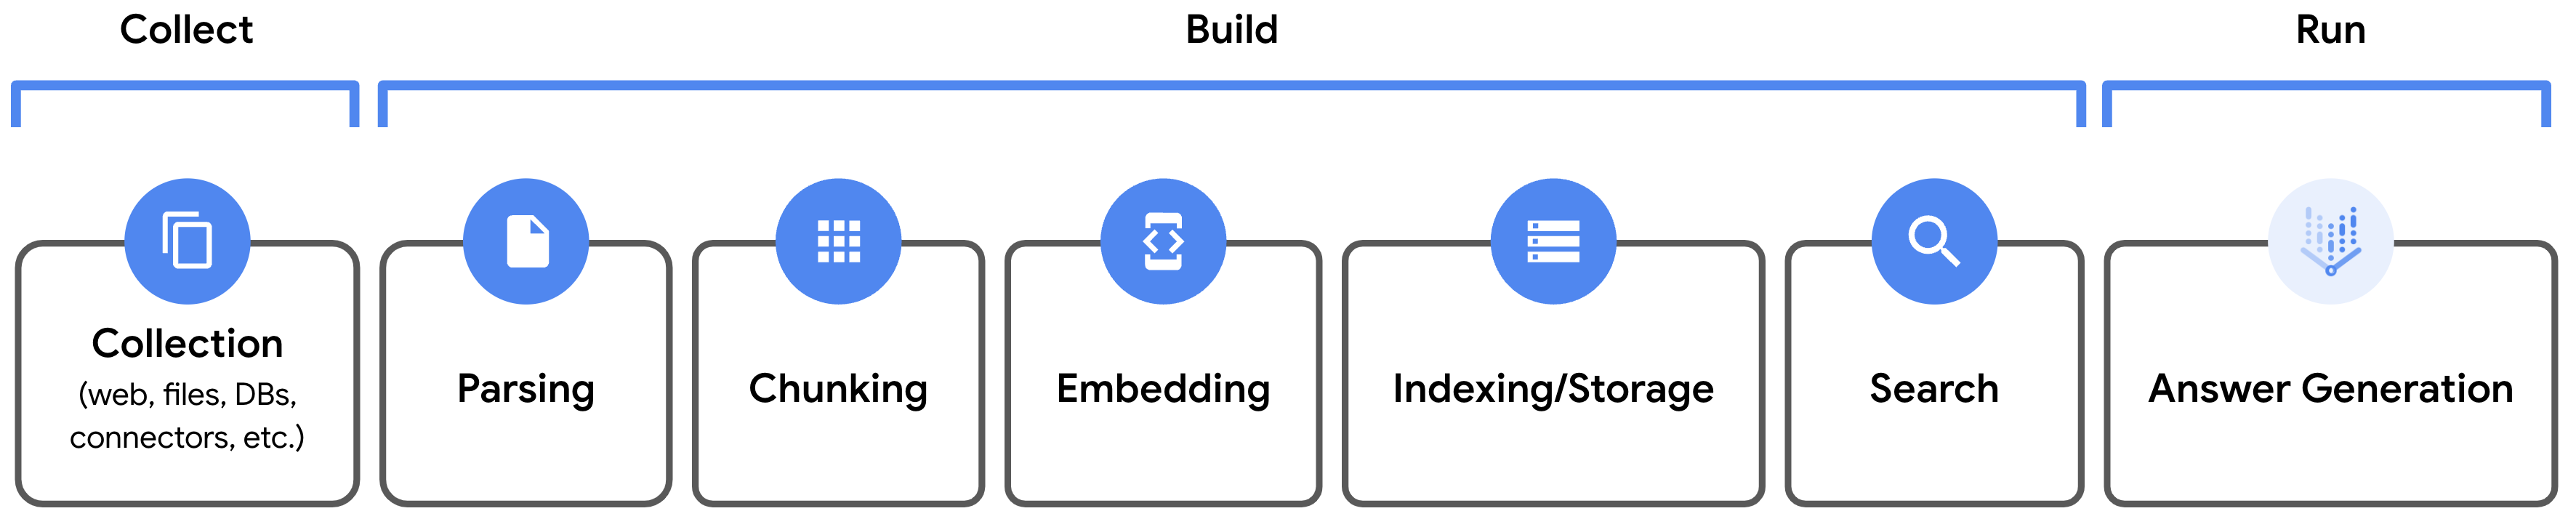 Collect
Build
Run
Collection
(web, files, DBs,
connectors, etc.)
Parsing
Chunking
Embedding
Indexing/Storage
Search
Answer Generation